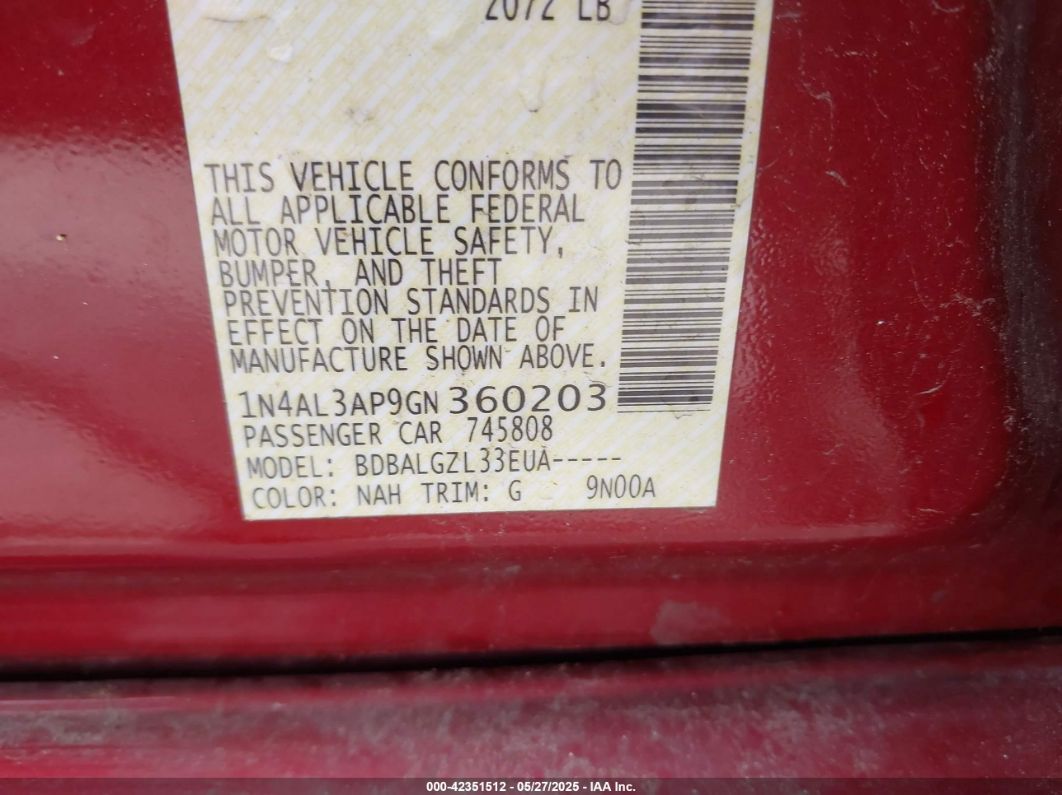 2072 LB
THIS VEHICLE CONFORMS TO
ALL APPLICABLE FEDERAL
MOTOR VEHICLE SAFETY,
BUMPER, AND THEFT
PREVENTION STANDARDS IN
EFFECT ON THE DATE OF
MANUFACTURE SHOWN ABOVE.
1N4AL3AP9GN 360203
PASSENGER CAR 745808
MODEL: BDBALGZL33EUA-----
COLOR: NAH TRIM: G 9N00A
000-42351512 - 05/27/2025 - IAA Inc.